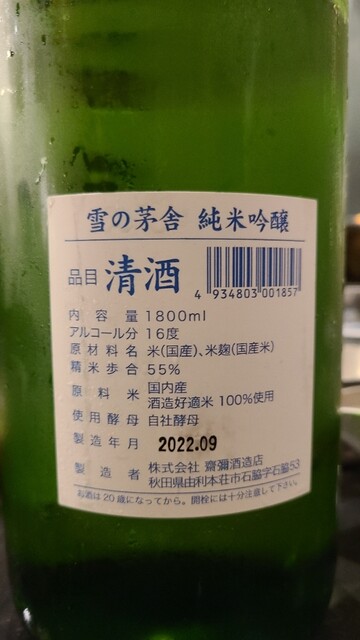 雪の茅舎 純米吟醸
品目 清酒
4 934803 001857
内容量 1800ml
アルコール分 16度
原材料名 米(国産)、米麹(国産米)
精米歩合 55%
原料米 国内産
酒造好適米 100%使用
使用酵母 自社酵母
製造年月 2022.09
製造者 株式会社 齋彌酒造店
秋田県由利本荘市石脇字石脇53
お酒は20歳になってから。開栓には十分注意して下さい。